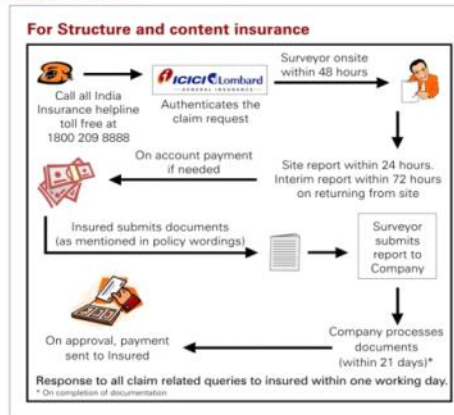 For Structure and content insurance
Call all India
Insurance helpline
toll free at
1800 209 8888
ICICI Lombard
GENERAL INSURANCE
Authenticates the
claim request
Surveyor onsite
within 48 hours
Site report within 24 hours.
Interim report within 72 hours
on returning from site
On account payment
if needed
Insured submits documents
(as mentioned in policy wordings)
Surveyor
submits
report to
Company
Company processes
documents
(within 21 days)*
On approval, payment
sent to Insured
Response to all claim related queries to insured within one working day.
* On completion of documentation